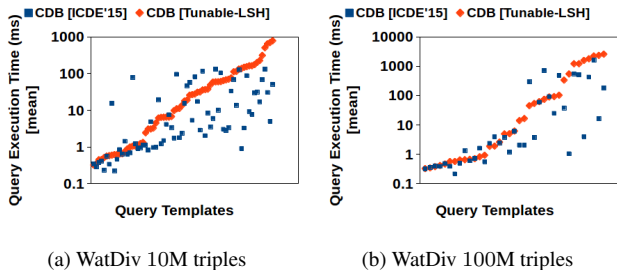 CDB [ICDE'15] CDB [Tunable-LSH]
Query Execution Time (ms)
[mean]
1000
100
10
1
0.1
Query Templates
(a) WatDiv 10M triples
CDB [ICDE'15] CDB [Tunable-LSH]
Query Execution Time (ms)
[mean]
10000
1000
100
10
1
0.1
Query Templates
(b) WatDiv 100M triples